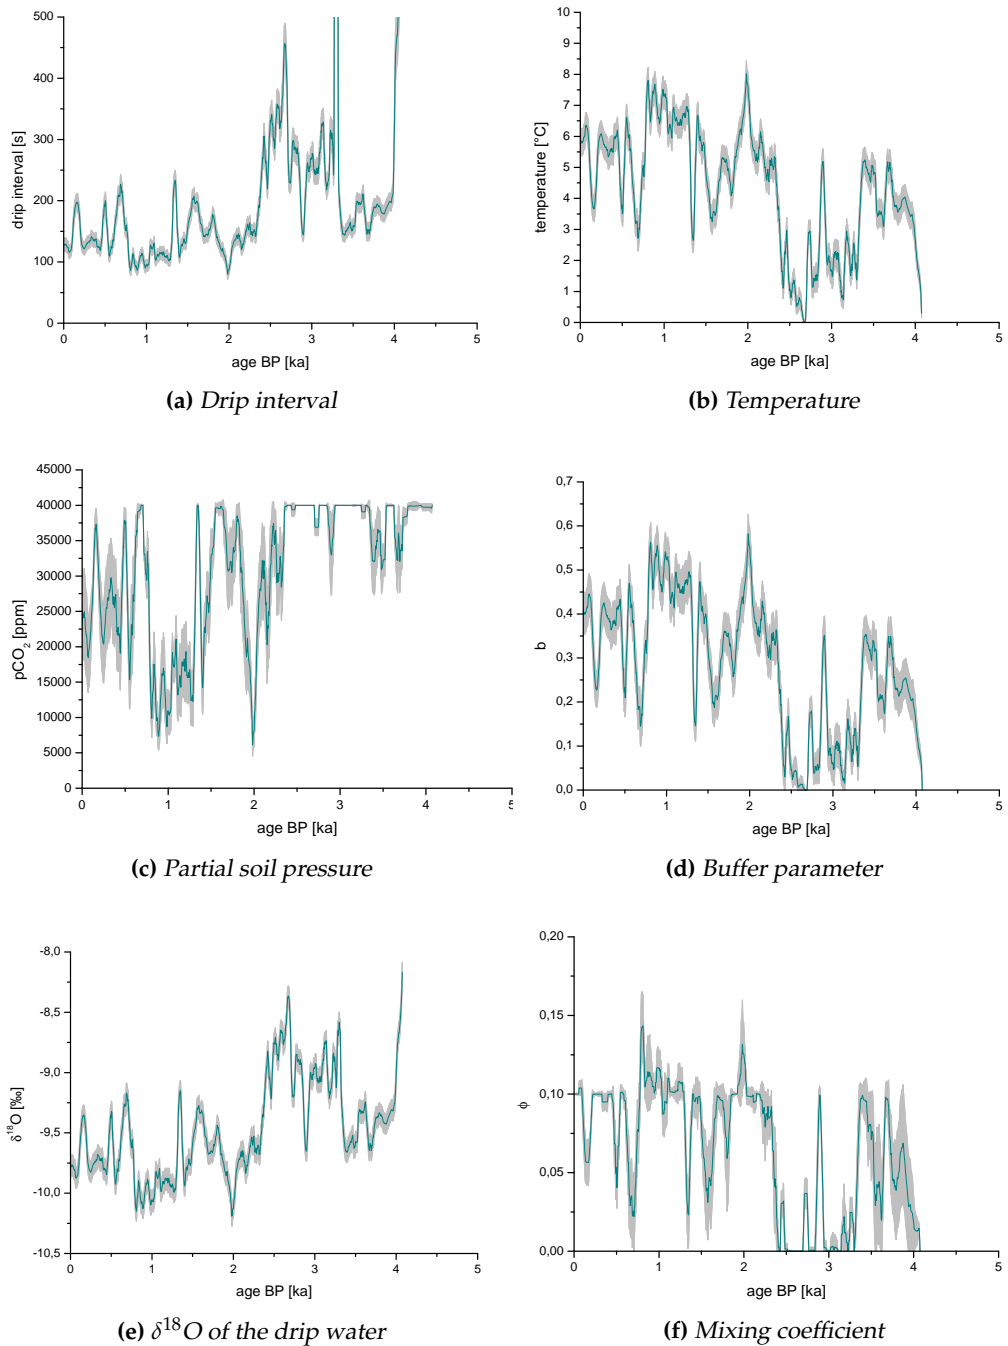 500
400
300
200
100
0
drip interval [s]
0 1 2 3 4 5
age BP [ka]
(a) Drip interval
10
9
8
7
6
5
4
3
2
1
0
temperature [°C]
0 1 2 3 4 5
age BP [ka]
(b) Temperature
45000
40000
35000
30000
25000
20000
15000
10000
5000
0
pCO₂ [ppm]
0 1 2 3 4 5
age BP [ka]
(c) Partial soil pressure
0,7
0,6
0,5
0,4
0,3
0,2
0,1
0,0
b
0 1 2 3 4 5
age BP [ka]
(d) Buffer parameter
-8,0
-8,5
-9,0
-9,5
-10,0
-10,5
δ¹⁸O [‰]
0 1 2 3 4 5
age BP [ka]
(e) δ¹⁸O of the drip water
0,20
0,15
0,10
0,05
0,00
ϕ
0 1 2 3 4 5
age BP [ka]
(f) Mixing coefficient